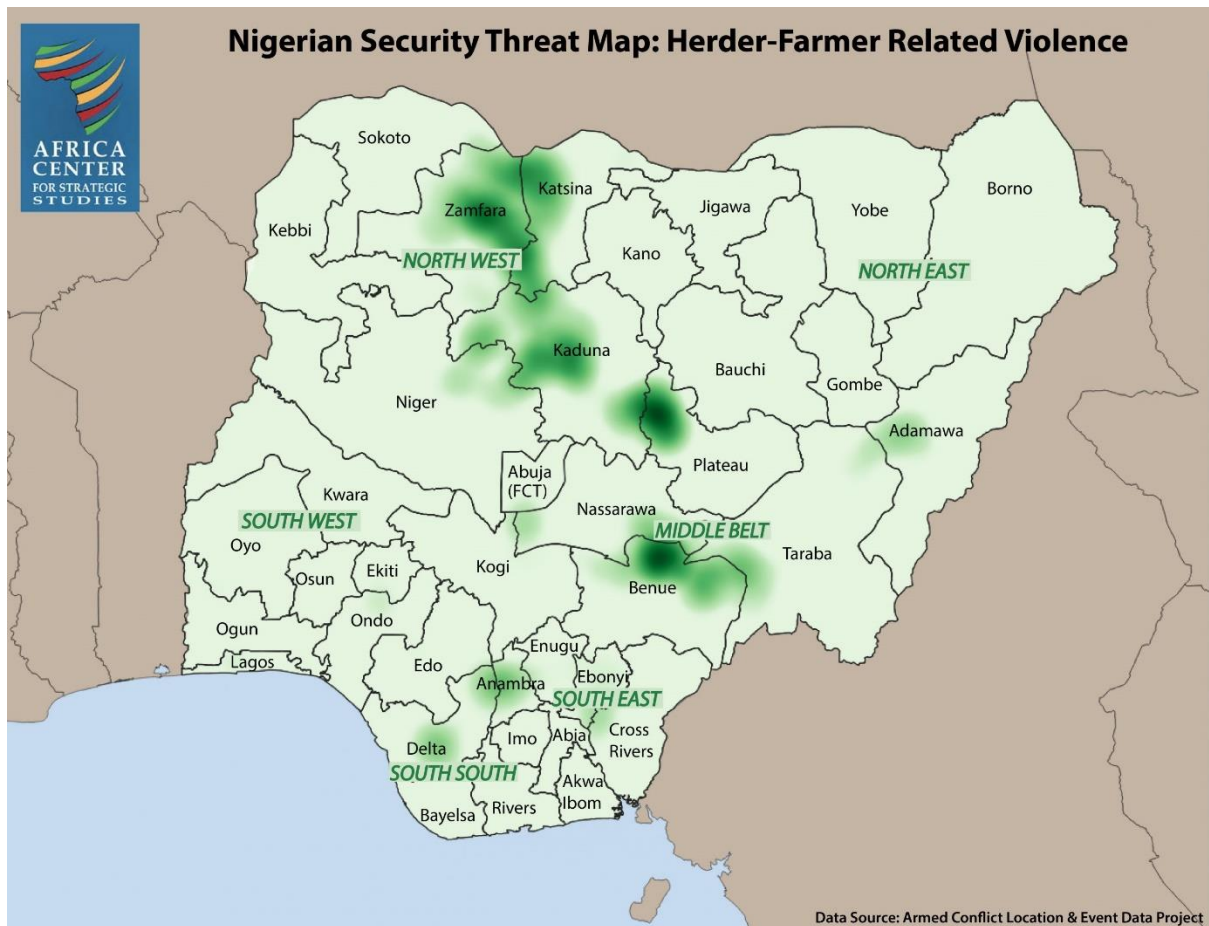 Nigerian Security Threat Map: Herder-Farmer Related Violence
AFRICA
CENTER
FOR STRATEGIC
STUDIES
Sokoto
Katsina
Borno
Zamfara
Jigawa
Yobe
Kebbi
Kano
NORTH WEST
NORTH EAST
Kaduna
Bauchi
Gombe
Niger
Adamawa
Plateau
Abuja
(FCT)
Kwara
Nassarawa
SOUTH WEST
MIDDLE BELT
Oyo
Taraba
Kogi
Ekiti
Osun
Benue
Ondo
Ogun
Enugu
Lagos
Edo
Ebonyi
Anambra
SOUTH EAST
Cross
Rivers
Imo
Abia
Delta
SOUTH SOUTH
Akwa
Ibom
Rivers
Bayelsa
Data Source: Armed Conflict Location & Event Data Project